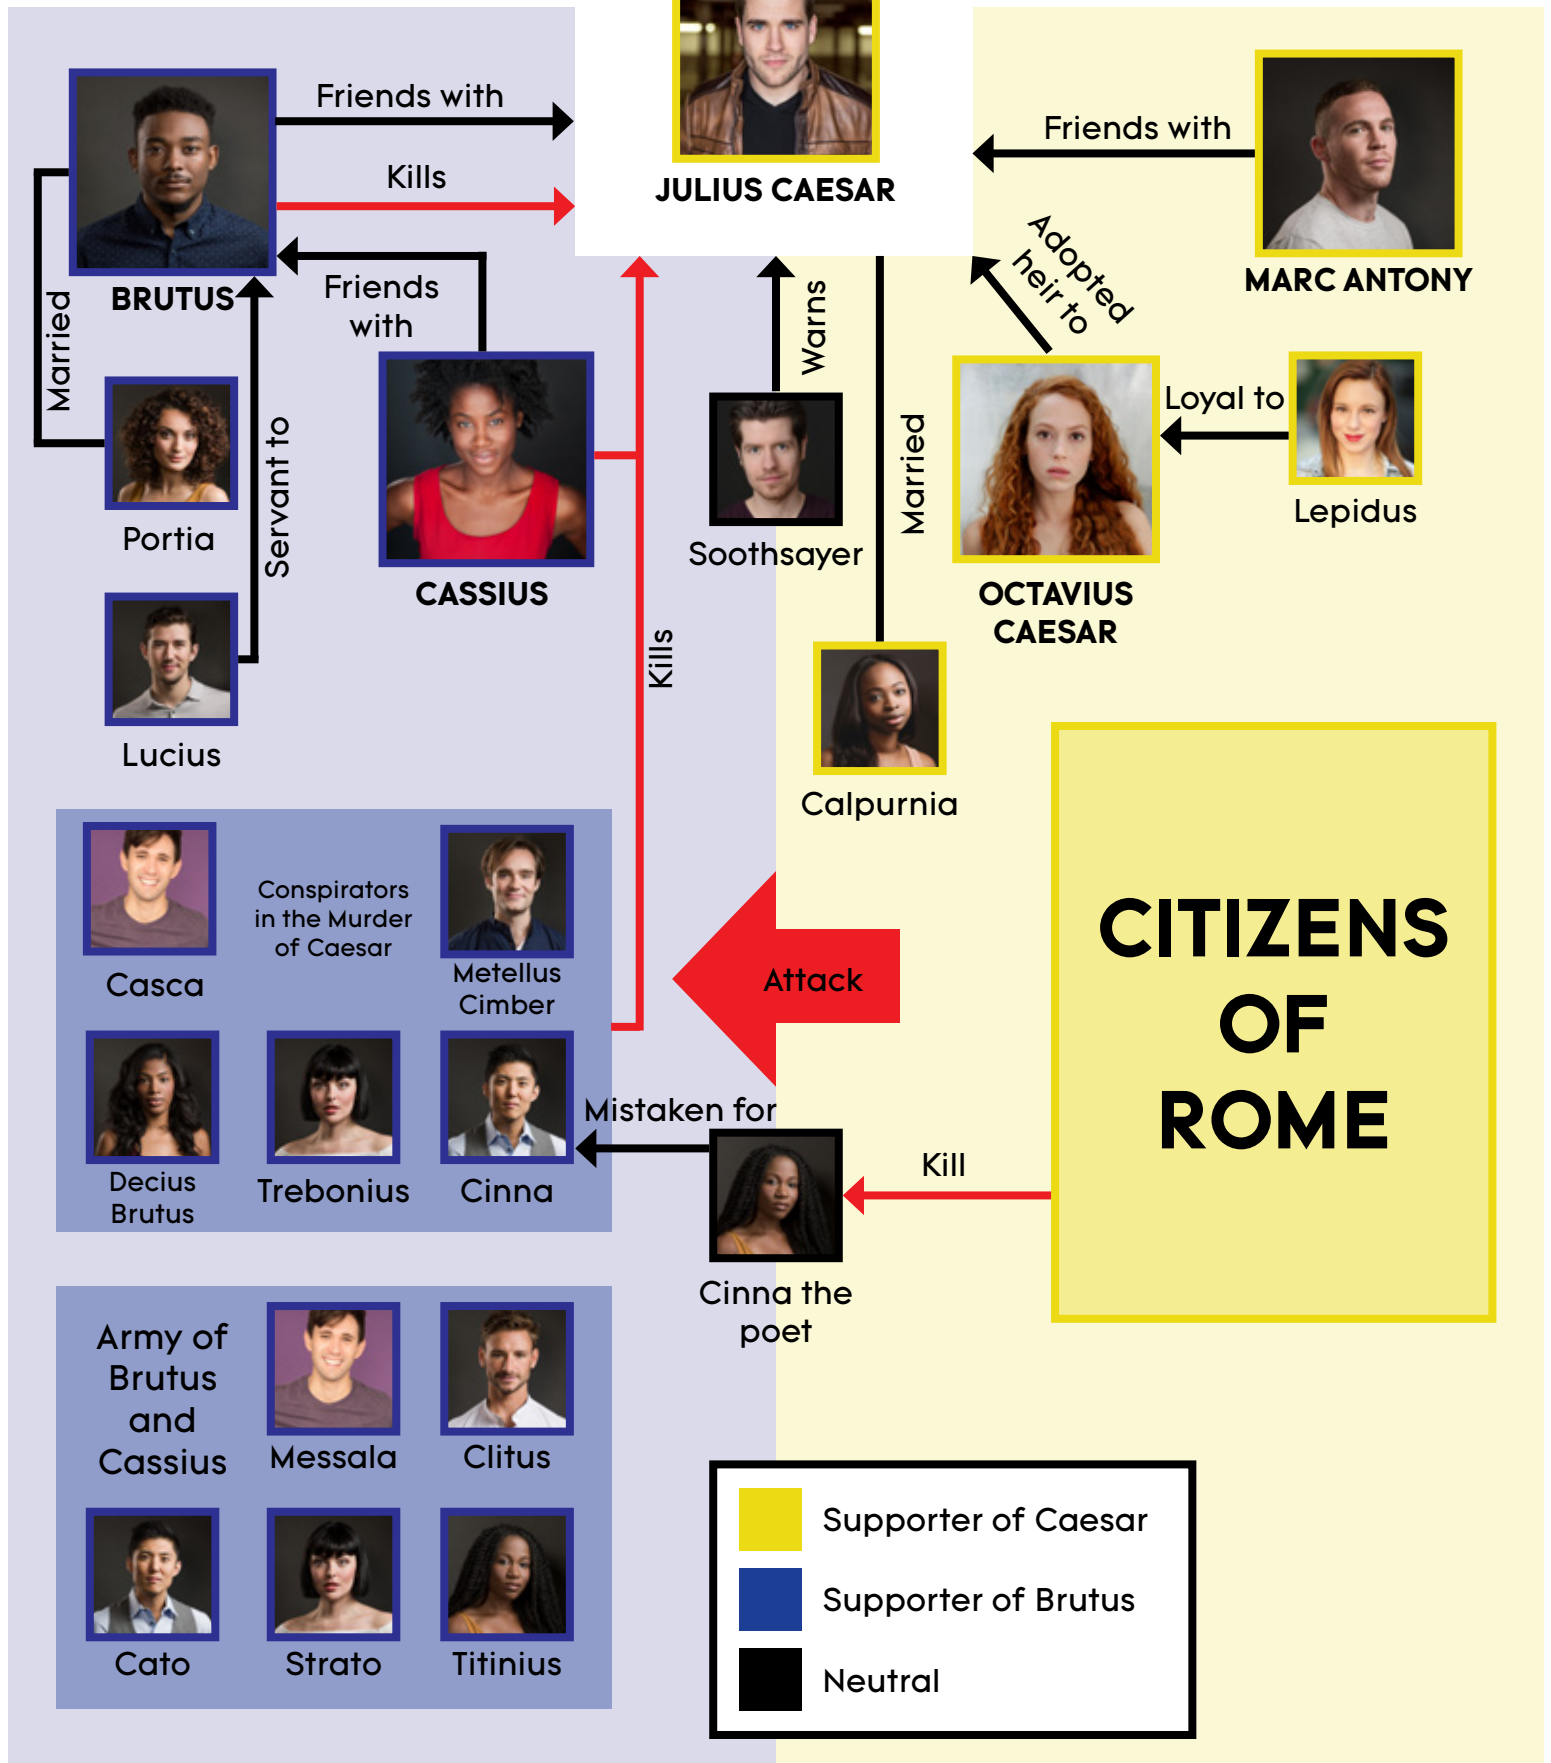 Friends with
Kills
JULIUS CAESAR
Friends with
BRUTUS
Friends
with
Married
Servant to
Warns
Adopted
heir to
MARC ANTONY
Loyal to
Lepidus
Portia
CASSIUS
Soothsayer
Married
OCTAVIUS
CAESAR
Lucius
Kills
Calpurnia
Casca
Conspirators
in the Murder
of Caesar
Metellus
Cimber
Decius
Brutus
Trebonius
Cinna
Attack
Mistaken for
Kill
Cinna the
poet
CITIZENS
OF
ROME
Army of
Brutus
and
Cassius
Messala
Clitus
Cato
Strato
Titinius
Supporter of Caesar
Supporter of Brutus
Neutral